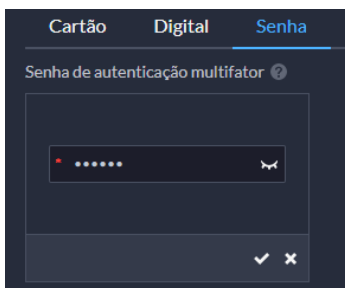 Cartão Digital Senha
Senha de autenticação multifator
* ••••••